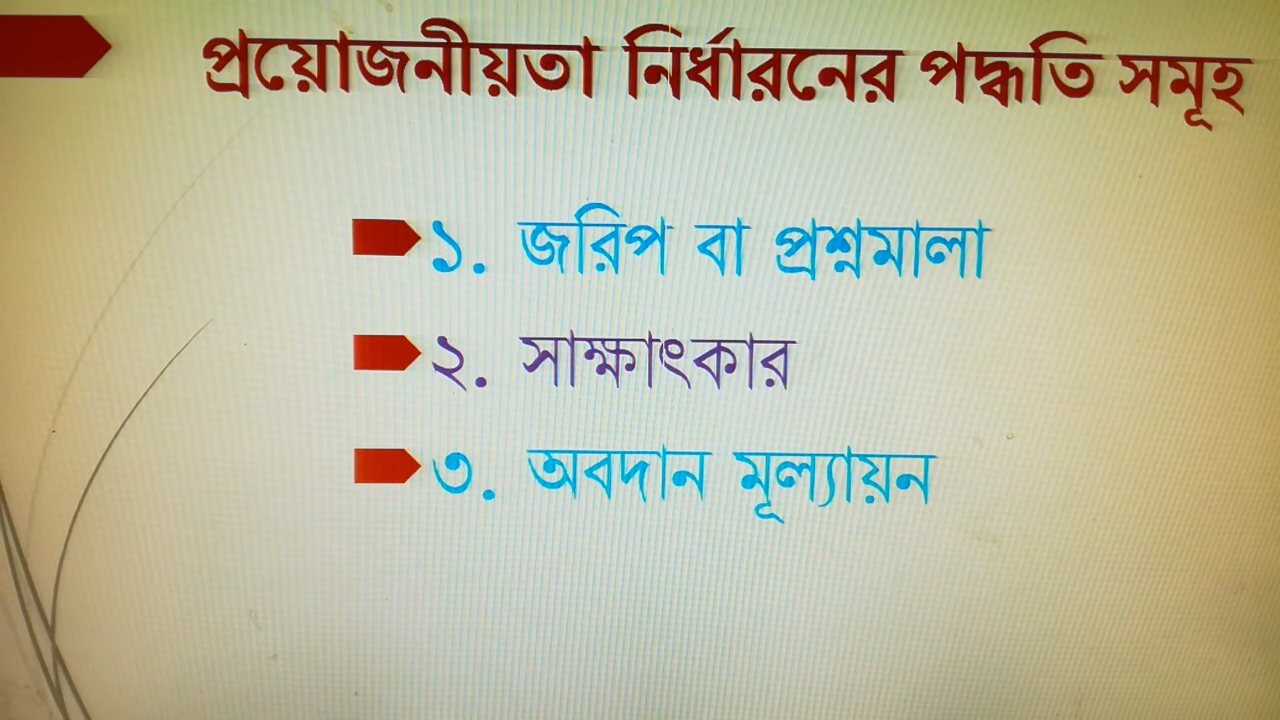 প্রয়োজনীয়তা নির্ধারনের পদ্ধতি সমূহ
১. জরিপ বা প্রশ্নমালা
২. সাক্ষাৎকার
৩. অবদান মূল্যায়ন